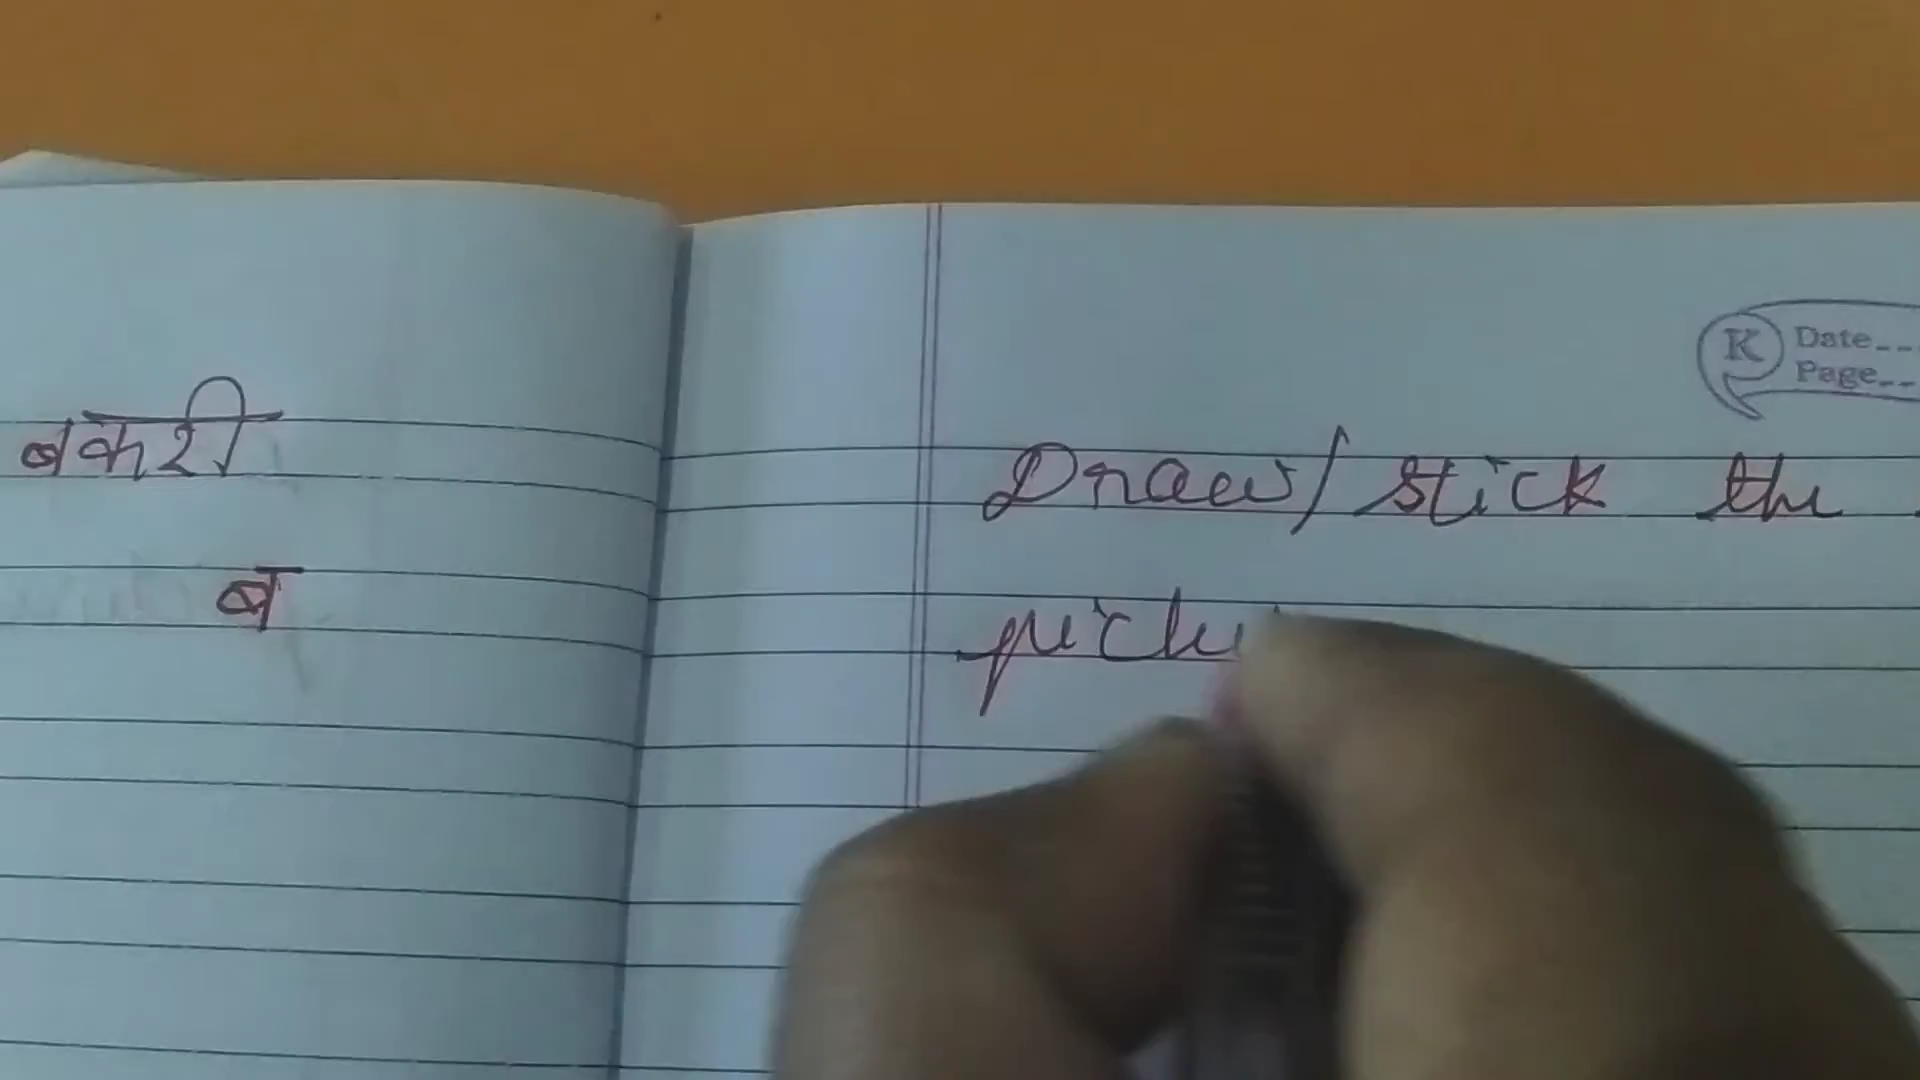 बकरी
ब
K Date
Page
Draw/stick the
pictu